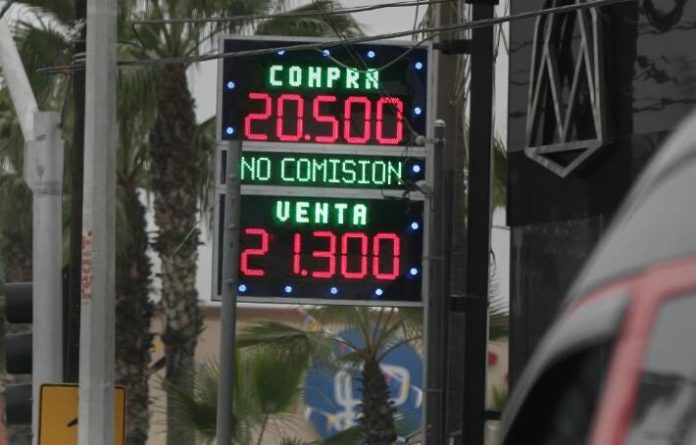 COMPRA
20.500
NO COMISION
VENTA
21.300